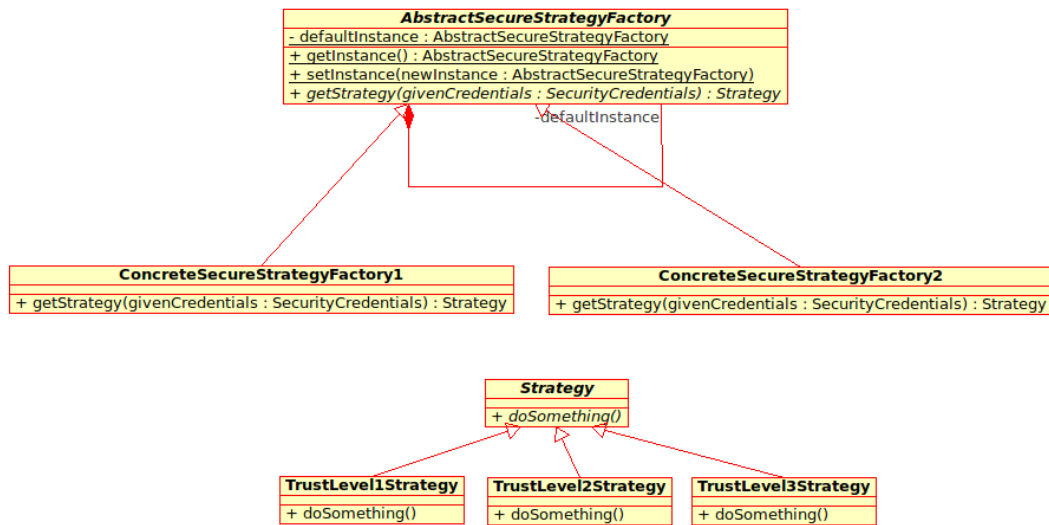 AbstractSecureStrategyFactory
- defaultInstance : AbstractSecureStrategyFactory
+ getInstance() : AbstractSecureStrategyFactory
+ setInstance(newInstance : AbstractSecureStrategyFactory)
+ getStrategy(givenCredentials : SecurityCredentials) : Strategy
-defaultInstance
ConcreteSecureStrategyFactory1
+ getStrategy(givenCredentials : SecurityCredentials) : Strategy
ConcreteSecureStrategyFactory2
+ getStrategy(givenCredentials : SecurityCredentials) : Strategy
Strategy
+ doSomething()
TrustLevel1Strategy
+ doSomething()
TrustLevel2Strategy
+ doSomething()
TrustLevel3Strategy
+ doSomething()